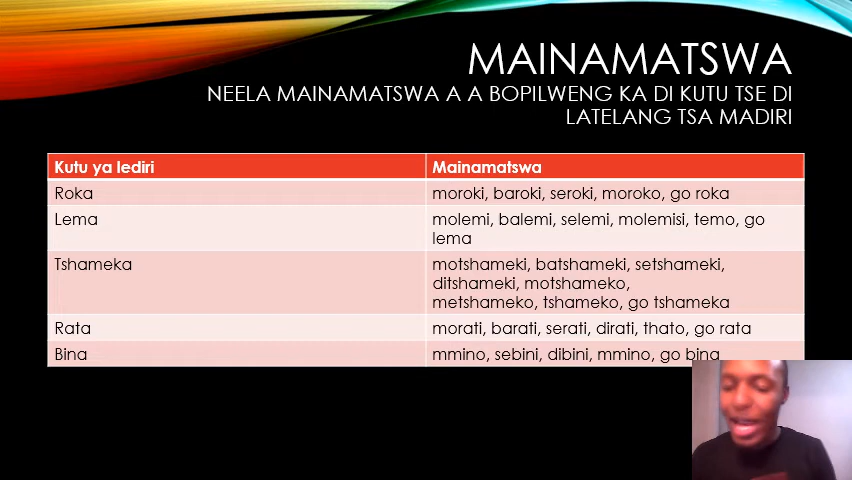 MAINAMATSWA
NEELA MAINAMATSWA A A BOPILWENG KA DI KUTU TSE DI
LATELANG TSA MADIRI
Kutu ya lediri
Mainamatswa
Roka
moroki, baroki, seroki, moroko, go roka
Lema
molemi, balemi, selemi, molemisi, temo, go
lema
Tshameka
motshameki, batshameki, setshameki,
ditshameki, motshameko,
metshameko, tshameko, go tshameka
Rata
morati, barati, serati, dirati, thato, go rata
Bina
mmino, sebini, dibini, mmino, go bina